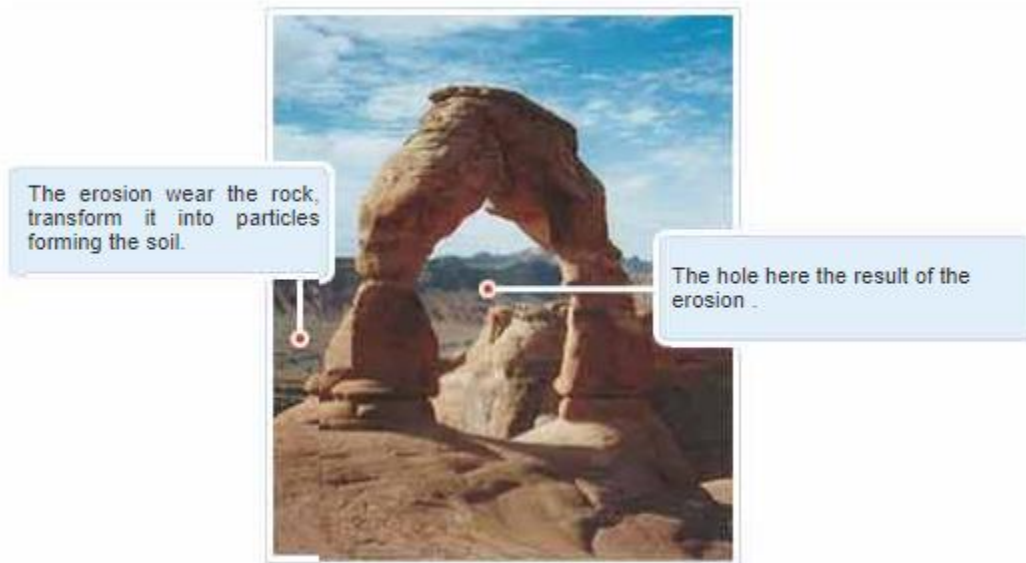 The erosion wear the rock,
transform it into particles
forming the soil.
The hole here the result of the
erosion .